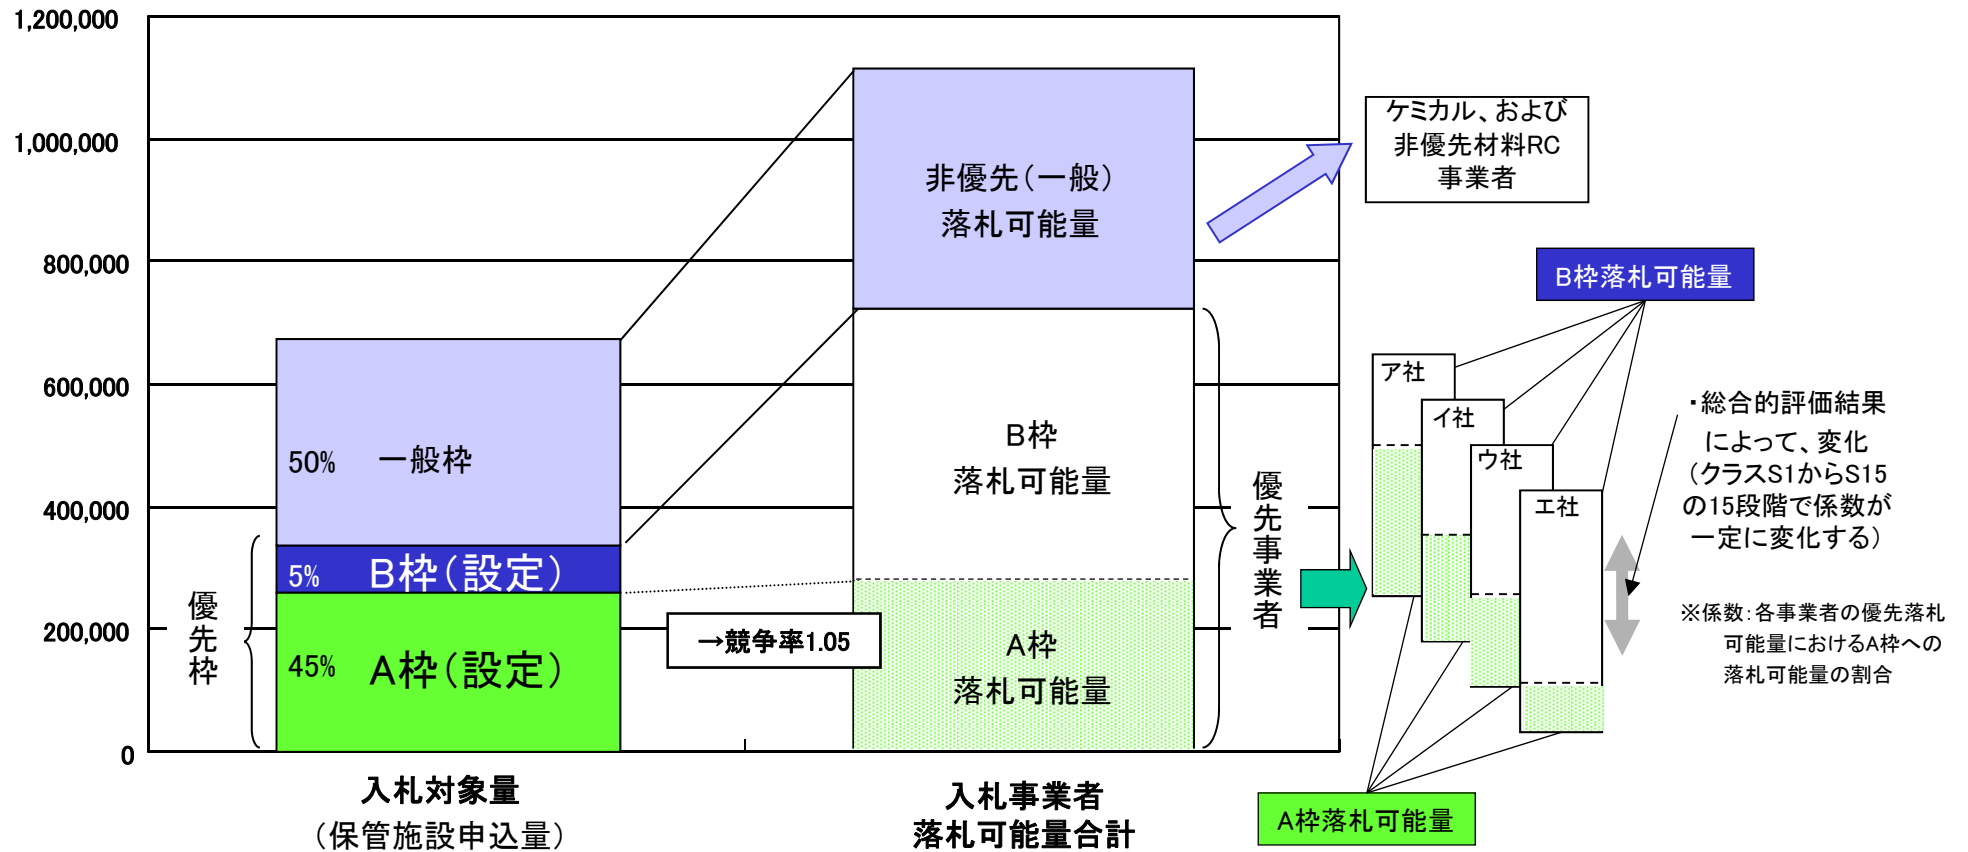 1,200,000
1,000,000
800,000
600,000
400,000
200,000
0
優先枠
50% 一般枠
5% B枠(設定)
45% A枠(設定)
→競争率1.05
非優先(一般)
落札可能量
B枠
落札可能量
A枠
落札可能量
優先事業者
入札対象量
(保管施設申込量)
入札事業者
落札可能量合計
ケミカル、および
非優先材料RC
事業者
B枠落札可能量
ア社
イ社
ウ社
エ社
A枠落札可能量
・総合的評価結果
によって、変化
(クラスS1からS15
の15段階で係数が
一定に変化する)
※係数:各事業者の優先落札
可能量におけるA枠への
落札可能量の割合